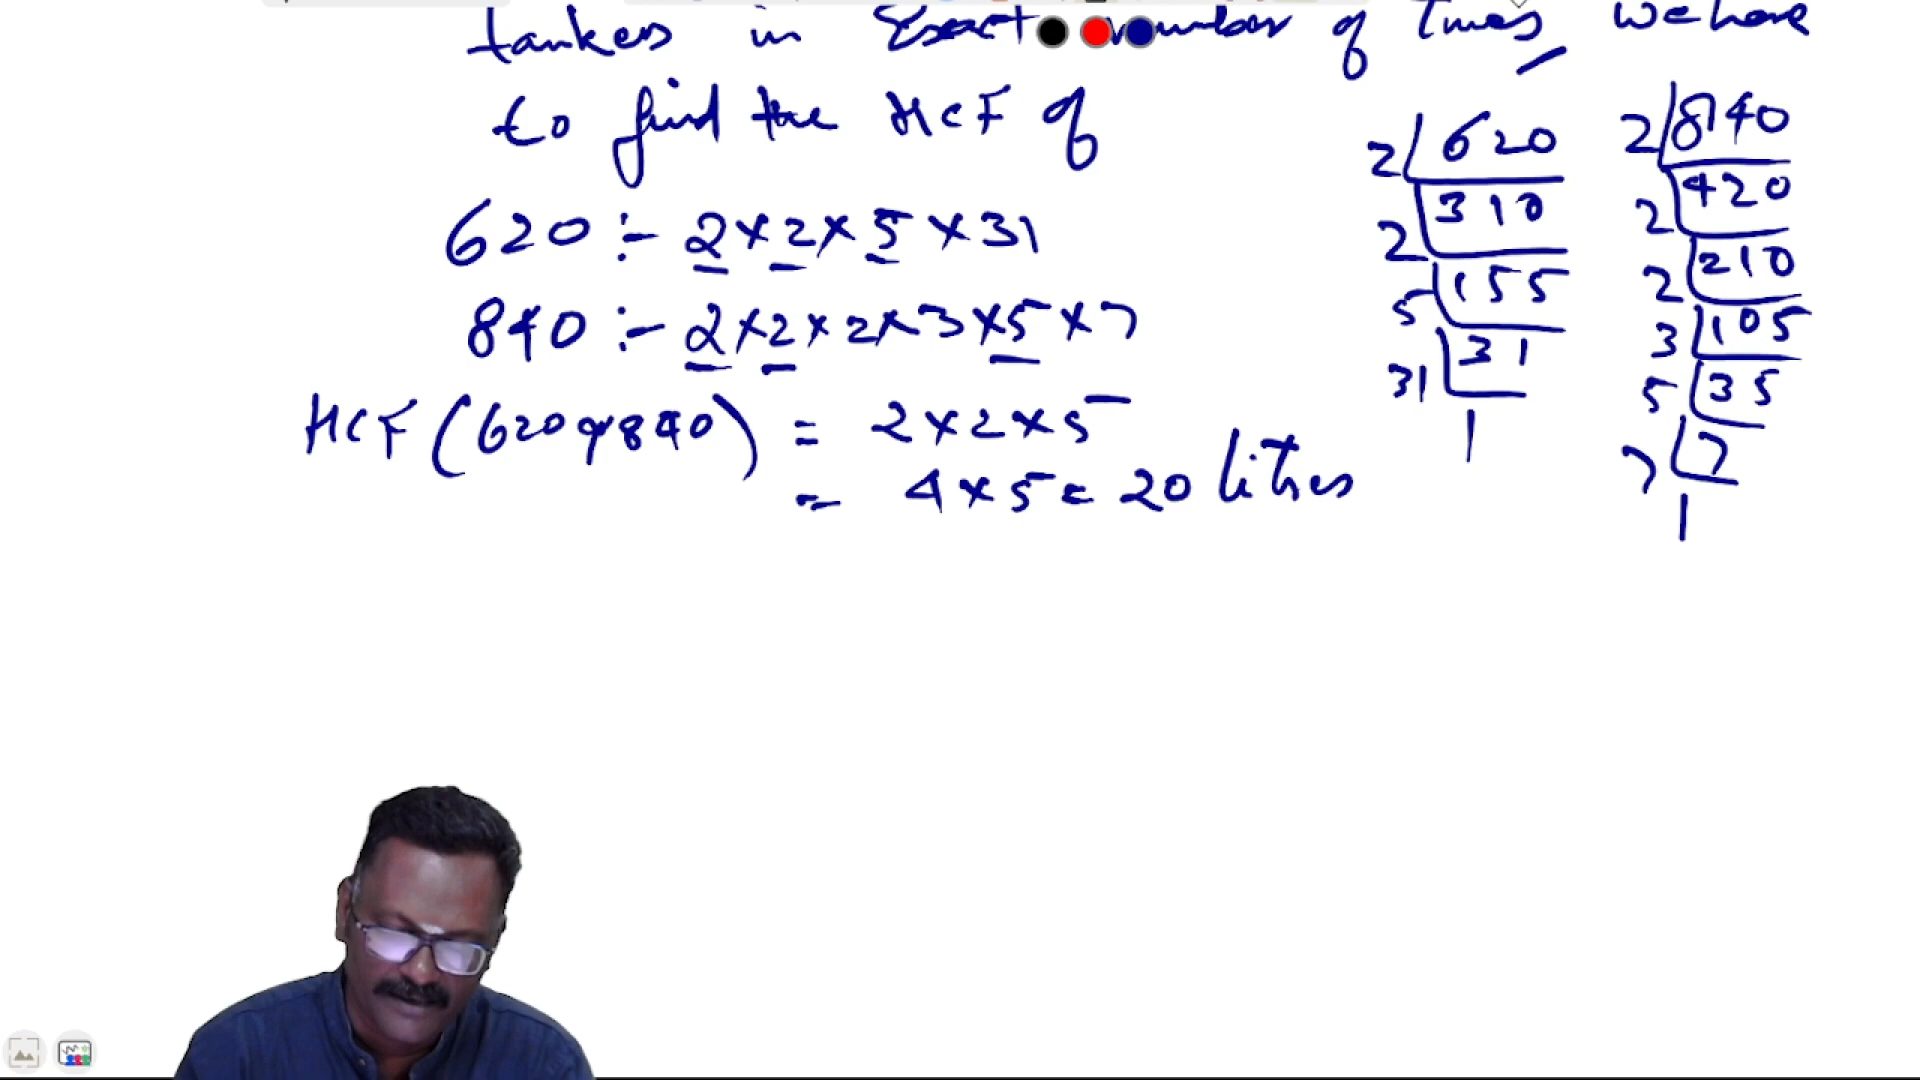 tankers in Exact number of times, we have
to find the HCF of
620 :- 2 x 2 x 5 x 31
840 :- 2 x 2 x 2 x 3 x 5 x 7
HCF (620 & 840) = 2 x 2 x 5
= 4 x 5 = 20 litres
2 620
2 310
5 155
31 31
1
2 840
2 420
2 210
3 105
5 35
7 7
1